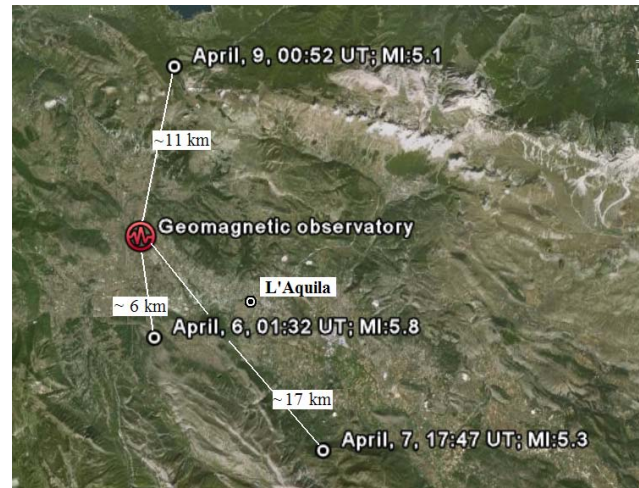 April, 9, 00:52 UT; Ml:5.1
~11 km
Geomagnetic observatory
L'Aquila
~ 6 km
April, 6, 01:32 UT; Ml:5.8
~17 km
April, 7, 17:47 UT; Ml:5.3